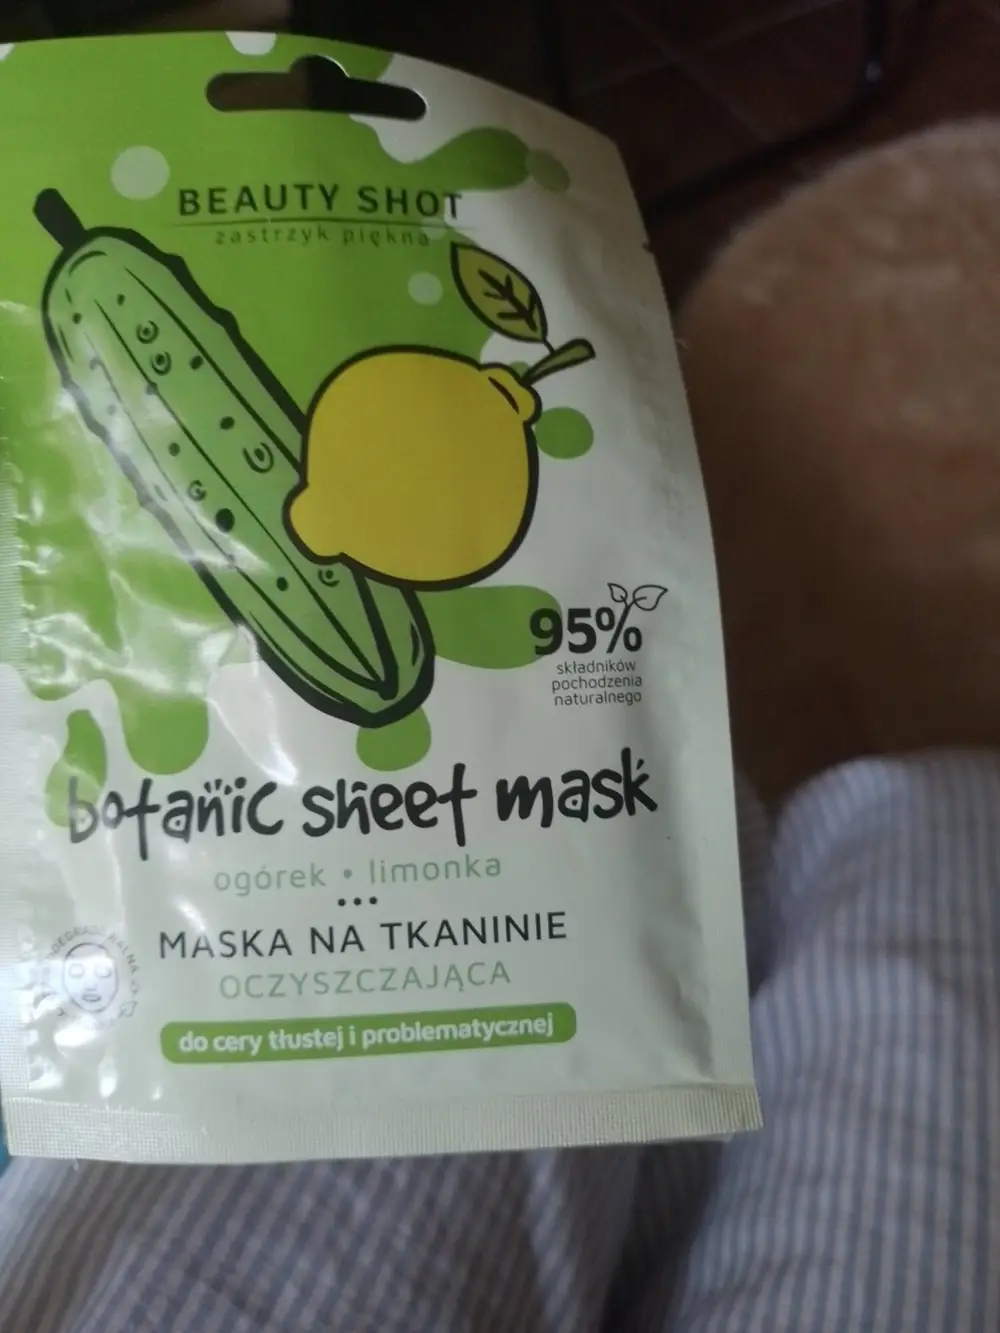 BEAUTY SHOT
zastrzyk piękna
95%
składników
pochodzenia
naturalnego
botanic sheet mask
ogórek • limonka
•••
MASKA NA TKANINIE
OCZYSZCZAJĄCA
do cery tłustej i problematycznej